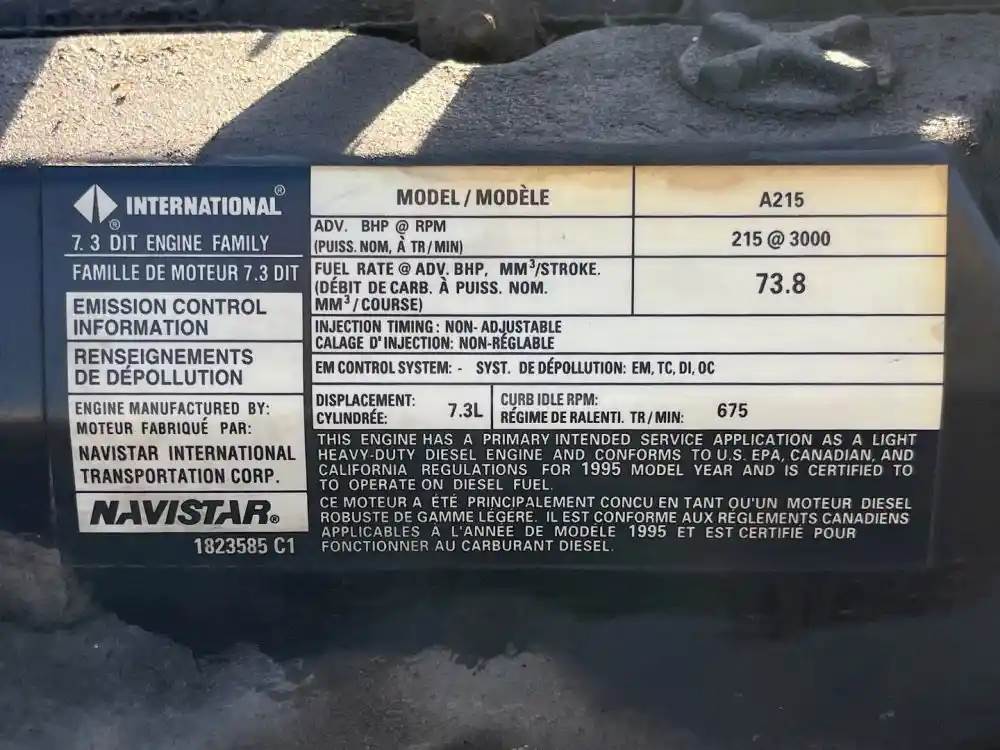 INTERNATIONAL®
®
7. 3 DIT ENGINE FAMILY
FAMILLE DE MOTEUR 7.3 DIT
EMISSION CONTROL
INFORMATION
RENSEIGNEMENTS
DE DÉPOLLUTION
ENGINE MANUFACTURED BY:
MOTEUR FABRIQUÉ PAR:
NAVISTAR INTERNATIONAL
TRANSPORTATION CORP.
NAVISTAR®
1823585 C1
MODEL / MODÈLE
A215
ADV. BHP @ RPM
(PUISS. NOM, À TR / MIN)
215 @ 3000
FUEL RATE @ ADV. BHP, MM³/STROKE.
(DÉBIT DE CARB. À PUISS. NOM.
MM³ / COURSE)
73.8
INJECTION TIMING : NON- ADJUSTABLE
CALAGE D'INJECTION: NON-RÉGLABLE
EM CONTROL SYSTEM: - SYST. DE DÉPOLLUTION: EM, TC, DI, OC
DISPLACEMENT:
CYLINDRÉE:
7.3L
CURB IDLE RPM:
RÉGIME DE RALENTI. TR / MIN:
675
THIS ENGINE HAS A PRIMARY INTENDED SERVICE APPLICATION AS A LIGHT
HEAVY-DUTY DIESEL ENGINE AND CONFORMS TO U.S. EPA, CANADIAN, AND
CALIFORNIA REGULATIONS FOR 1995 MODEL YEAR AND IS CERTIFIED TO
TO OPERATE ON DIESEL FUEL.
CE MOTEUR A ÉTÉ PRINCIPALEMENT CONCU EN TANT QU'UN MOTEUR DIESEL
ROBUSTE DE GAMME LÉGÈRE. IL EST CONFORME AUX RÉGLEMENTS CANADIENS
APPLICABLES À L'ANNÉE DE MODÈLE 1995 ET EST CERTIFIÉ POUR
FONCTIONNER AU CARBURANT DIESEL.